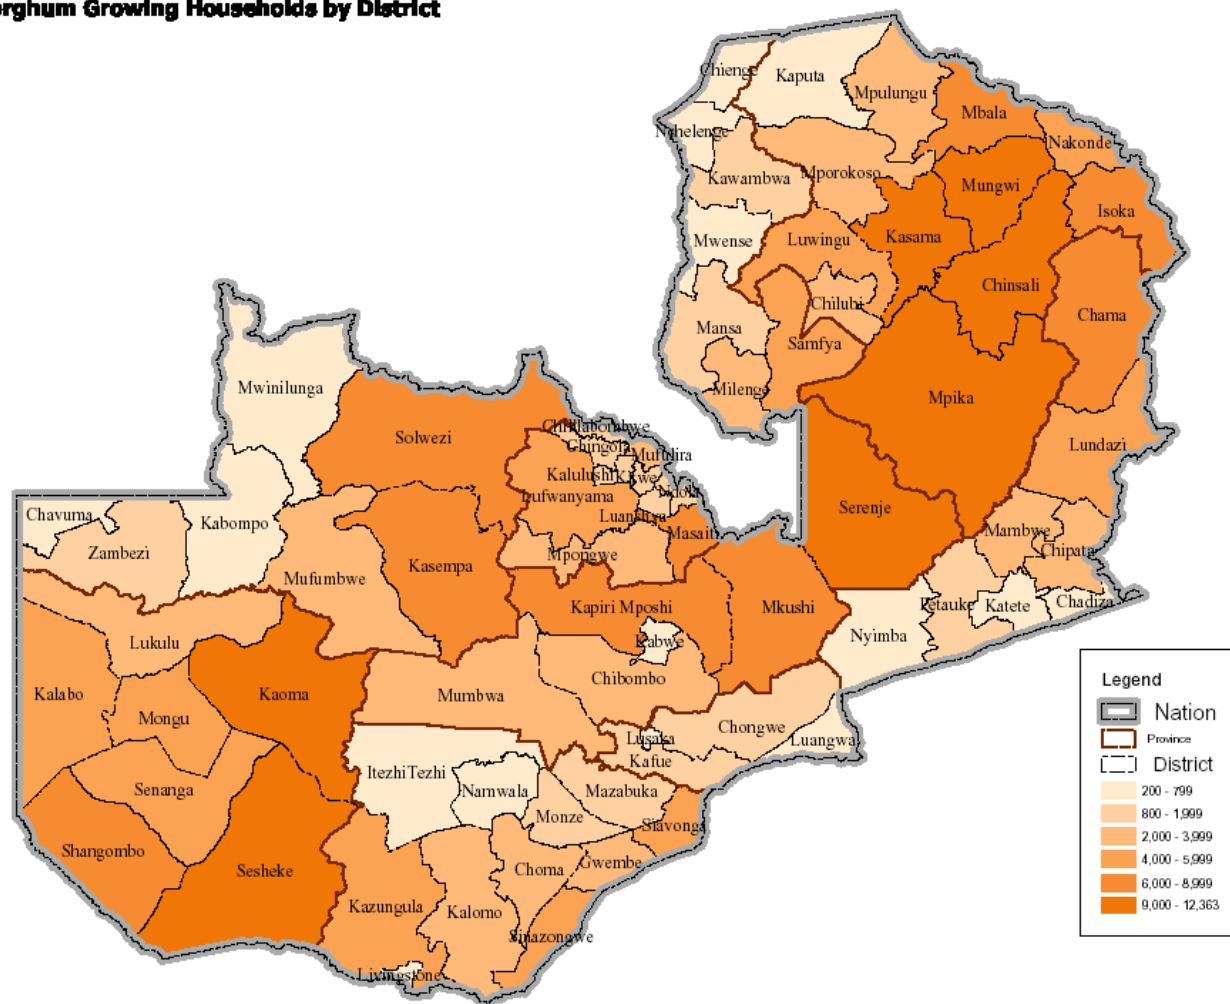 erghum Growing Households by District
Chienge
Kaputa
Mpulungu
Mbala
Nchelenge
Nakonde
Kawambwa
Mporokoso
Mungwi
Isoka
Mwense
Luwingu
Kasama
Chinsali
Chilubi
Chama
Mansa
Samfya
Milenge
Mpika
Mwinilunga
Solwezi
Lundazi
Chingola
Mufulira
Kalulushi
Kitwe
Ndola
Lufwanyama
Luanshya
Serenje
Chavuma
Kabompo
Zambezi
Masaiti
Mambwe
Mpongwe
Chipata
Kasempa
Mufumbwe
Kapiri Mposhi
Mkushi
Petauke
Katete
Chadiza
Nyimba
Lukulu
Kabwe
Kalabo
Kaoma
Mumbwa
Chibombo
Mongu
Chongwe
Lusaka
Luangwa
Kafue
ItezhiTezhi
Namwala
Senanga
Mazabuka
Monze
Siavonga
Shangombo
Sesheke
Choma
Gwembe
Kazungula
Kalomo
Sinazongwe
Livingstone
Legend
Nation
Province
District
200 - 799
800 - 1,999
2,000 - 3,999
4,000 - 5,999
6,000 - 8,999
9,000 - 12,363